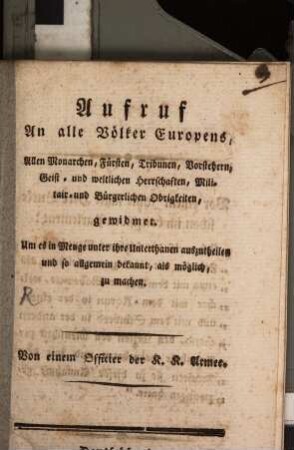 Aufruf
An alle Völker Europens,
Allen Monarchen, Fürsten, Tribunen, Vorstehern,
Geist- und weltlichen Herrschaften, Mili-
tair- und Bürgerlichen Obrigkeiten,
gewidmet.
Um es in Menge unter ihre Unterthanen auszutheilen
und so allgemein bekannt, als möglich,
zu machen.
Von einem Officier der K. K. Armee.